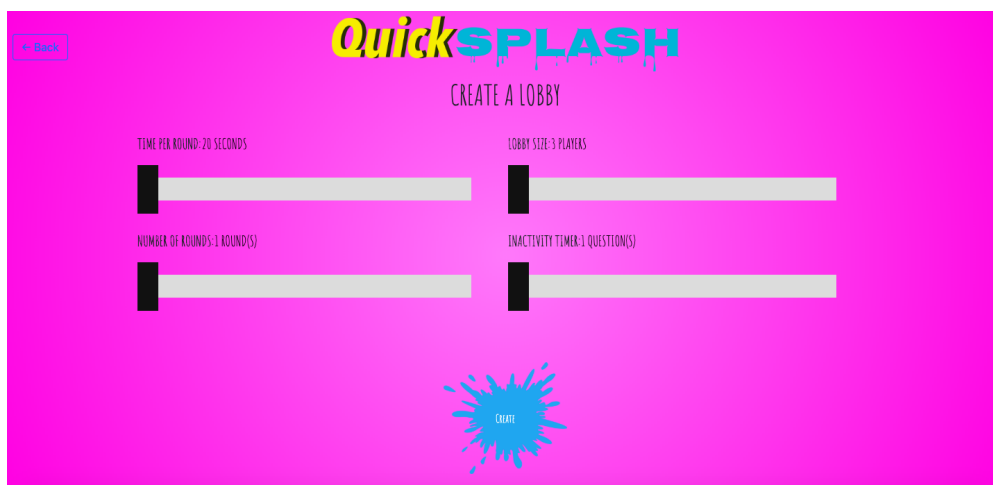 ← Back
QuickSPLASH
CREATE A LOBBY
TIME PER ROUND:20 SECONDS
LOBBY SIZE:3 PLAYERS
NUMBER OF ROUNDS:1 ROUND(S)
INACTIVITY TIMER:1 QUESTION(S)
Create